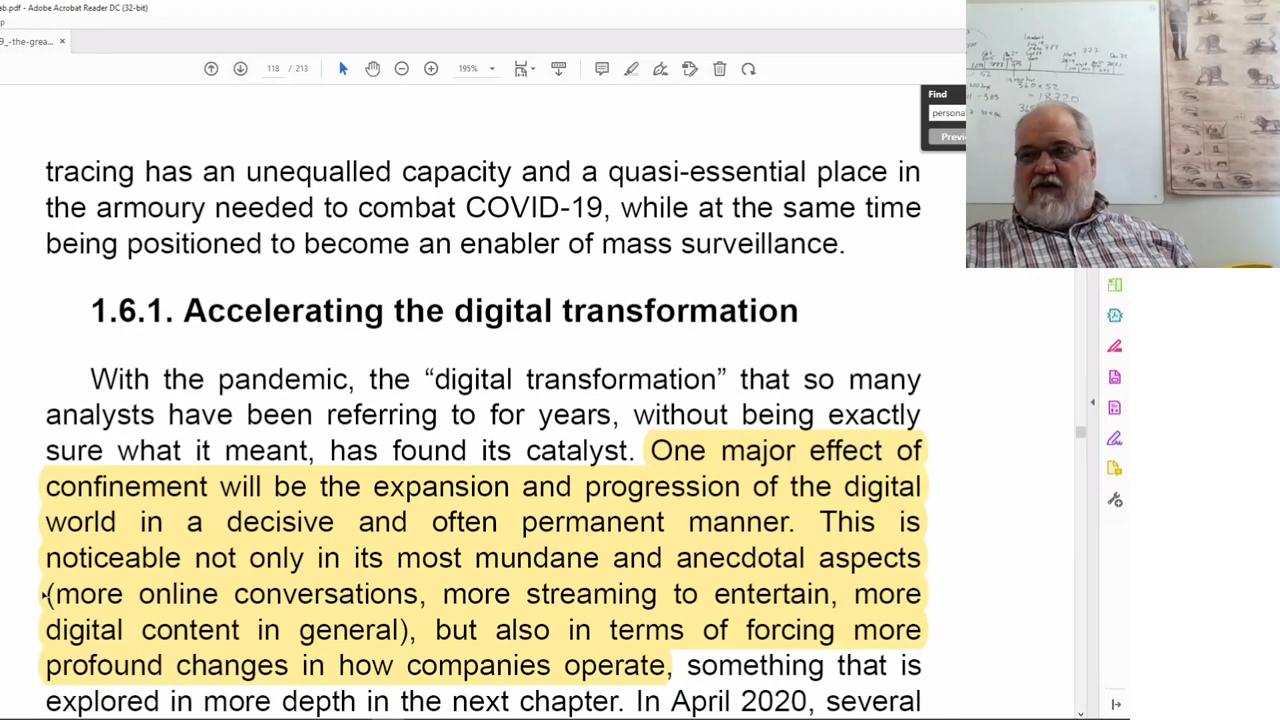 ab.pdf - Adobe Acrobat Reader DC (32-bit)
9_-the-grea... ×
118 / 213
195%
Find
persona
Previ
tracing has an unequalled capacity and a quasi-essential place in
the armoury needed to combat COVID-19, while at the same time
being positioned to become an enabler of mass surveillance.
1.6.1. Accelerating the digital transformation
With the pandemic, the “digital transformation” that so many
analysts have been referring to for years, without being exactly
sure what it meant, has found its catalyst. One major effect of
confinement will be the expansion and progression of the digital
world in a decisive and often permanent manner. This is
noticeable not only in its most mundane and anecdotal aspects
(more online conversations, more streaming to entertain, more
digital content in general), but also in terms of forcing more
profound changes in how companies operate, something that is
explored in more depth in the next chapter. In April 2020, several
360 x 52
= 18720